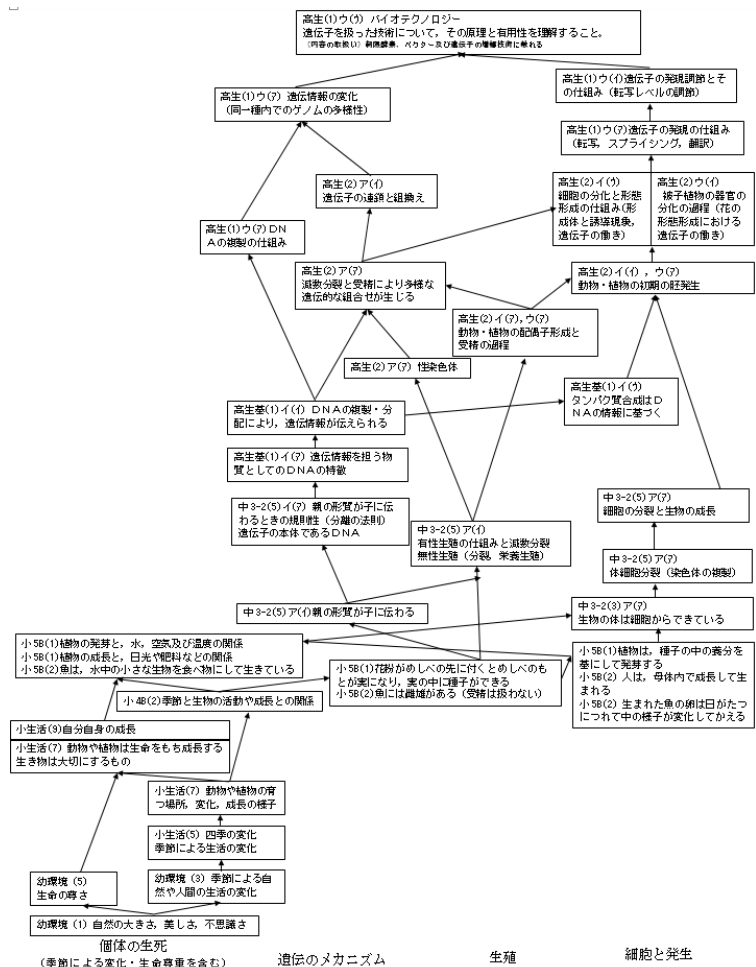 高生(1)ウ(ｳ) バイオテクノロジー
遺伝子を扱った技術について，その原理と有用性を理解すること。
(内容の取扱い) 制限酵素，ベクター及び遺伝子の増幅技術に触れる
高生(1)ウ(ｱ) 遺伝情報の変化
(同一種内でのゲノムの多様性)
高生(1)ウ(ｲ)遺伝子の発現調節とそ
の仕組み（転写レベルの調節）
高生(1)ウ(ｱ)遺伝子の発現の仕組み
(転写，スプライシング，翻訳)
高生(2)ア(ｲ)
遺伝子の連鎖と組換え
高生(2)イ(ｳ)
細胞の分化と形態
形成の仕組み(形
成体と誘導現象，
遺伝子の働き)
高生(2)ウ(ｲ)
被子植物の器官の
分化の過程（花の
形態形成における
遺伝子の働き）
高生(1)ウ(ｱ)DN
Aの複製の仕組み
高生(2)ア(ｱ)
減数分裂と受精により多様な
遺伝的な組合せが生じる
高生(2)イ(ｲ)，ウ(ｱ)
動物・植物の初期の胚発生
高生(2)イ(ｱ),ウ(ｱ)
動物・植物の配偶子形成と
受精の過程
高生(2)ア(ｱ) 性染色体
高生基(1)イ(ｳ)
タンパク質合成はD
NAの情報に基づく
高生基(1)イ(ｲ) DNAの複製・分
配により，遺伝情報が伝えられる
高生基(1)イ(ｱ) 遺伝情報を担う物
質としてのDNAの特徴
中3-2(5)イ(ｱ) 親の形質が子に伝
わるときの規則性（分離の法則）
遺伝子の本体であるDNA
中3-2(5)ア(ｲ)
有性生殖の仕組みと減数分裂
無性生殖（分裂，栄養生殖）
中3-2(5)ア(ｱ)
細胞の分裂と生物の成長
中3-2(5)ア(ｱ)
体細胞分裂（染色体の複製）
中3-2(5)ア(ｲ)親の形質が子に伝わる
中3-2(3)ア(ｱ)
生物の体は細胞からできている
小5B(1)植物の発芽と，水，空気及び温度の関係
小5B(1)植物の成長と，日光や肥料などの関係
小5B(2)魚は，水中の小さな生物を食べ物にして生きている
小5B(1)花粉がめしべの先に付くとめしべのも
とが実になり，実の中に種子ができる
小5B(2)魚には雌雄がある（受精は扱わない）
小5B(1)植物は，種子の中の養分を
基にして発芽する
小5B(2) 人は，母体内で成長して生
まれる
小5B(2) 生まれた魚の卵は日がたつ
につれて中の様子が変化してかえる
小4B(2)季節と生物の活動や成長との関係
小生活(9)自分自身の成長
小生活(7) 動物や植物は生命をもち成長する
生き物は大切にするもの
小生活(7) 動物や植物の育
つ場所，変化，成長の様子
小生活(5) 四季の変化
季節による生活の変化
幼環境（5）
生命の尊さ
幼環境（3）季節による自
然や人間の生活の変化
幼環境（1）自然の大きさ，美しさ，不思議さ
個体の生死
(季節による変化・生命尊重を含む)
遺伝のメカニズム
生殖
細胞と発生